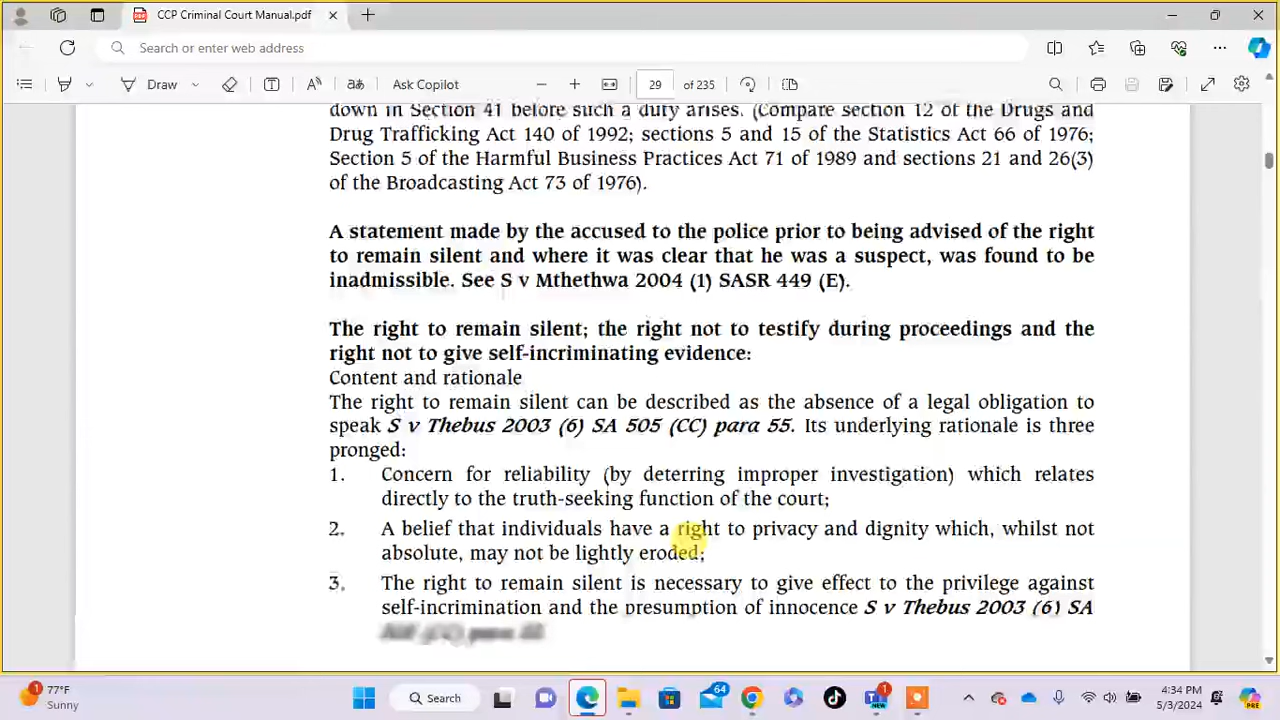 CCP Criminal Court Manual.pdf
Search or enter web address
Draw
Ask Copilot
29
of 235
down in Section 41 before such a duty arises. (Compare section 12 of the Drugs and
Drug Trafficking Act 140 of 1992; sections 5 and 15 of the Statistics Act 66 of 1976;
Section 5 of the Harmful Business Practices Act 71 of 1989 and sections 21 and 26(3)
of the Broadcasting Act 73 of 1976).
A statement made by the accused to the police prior to being advised of the right
to remain silent and where it was clear that he was a suspect, was found to be
inadmissible. See S v Mthethwa 2004 (1) SASR 449 (E).
The right to remain silent; the right not to testify during proceedings and the
right not to give self-incriminating evidence:
Content and rationale
The right to remain silent can be described as the absence of a legal obligation to
speak S v Thebus 2003 (6) SA 505 (CC) para 55. Its underlying rationale is three
pronged:
1. Concern for reliability (by deterring improper investigation) which relates
directly to the truth-seeking function of the court;
2. A belief that individuals have a right to privacy and dignity which, whilst not
absolute, may not be lightly eroded;
3. The right to remain silent is necessary to give effect to the privilege against
self-incrimination and the presumption of innocence S v Thebus 2003 (6) SA
77°F
Sunny
Search
64
1
NEW
4:34 PM
5/3/2024
PRE